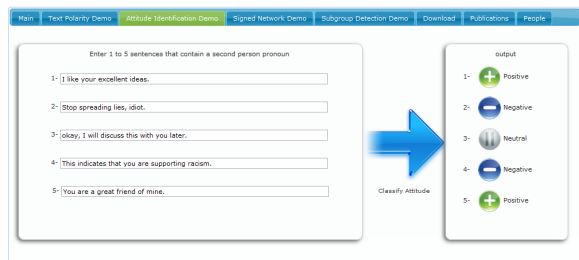 Main Text Polarity Demo Attitude Identification Demo Signed Network Demo Subgroup Detection Demo Download Publications People
Enter 1 to 5 sentences that contain a second person pronoun
1- I like your excellent ideas.
2- Stop spreading lies, idiot.
3- okay, I will discuss this with you later.
4- This indicates that you are supporting racism.
5- You are a great friend of mine.
Classify Attitude
output
1- Positive
2- Negative
3- Neutral
4- Negative
5- Positive